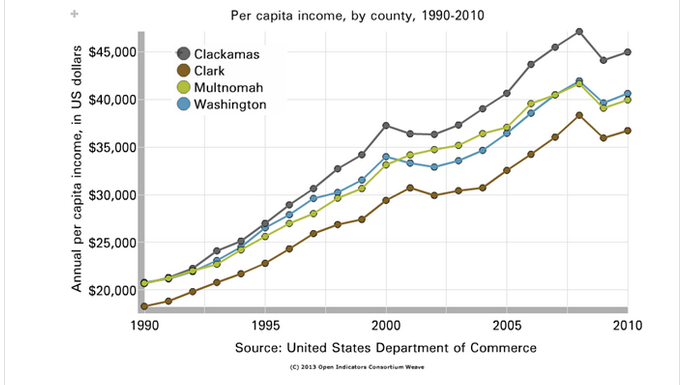 Per capita income, by county, 1990-2010
Annual per capita income, in US dollars
$45,000
$40,000
$35,000
$30,000
$25,000
$20,000
Clackamas
Clark
Multnomah
Washington
1990 1995 2000 2005 2010
Source: United States Department of Commerce
(C) 2013 Open Indicators Consortium Weave